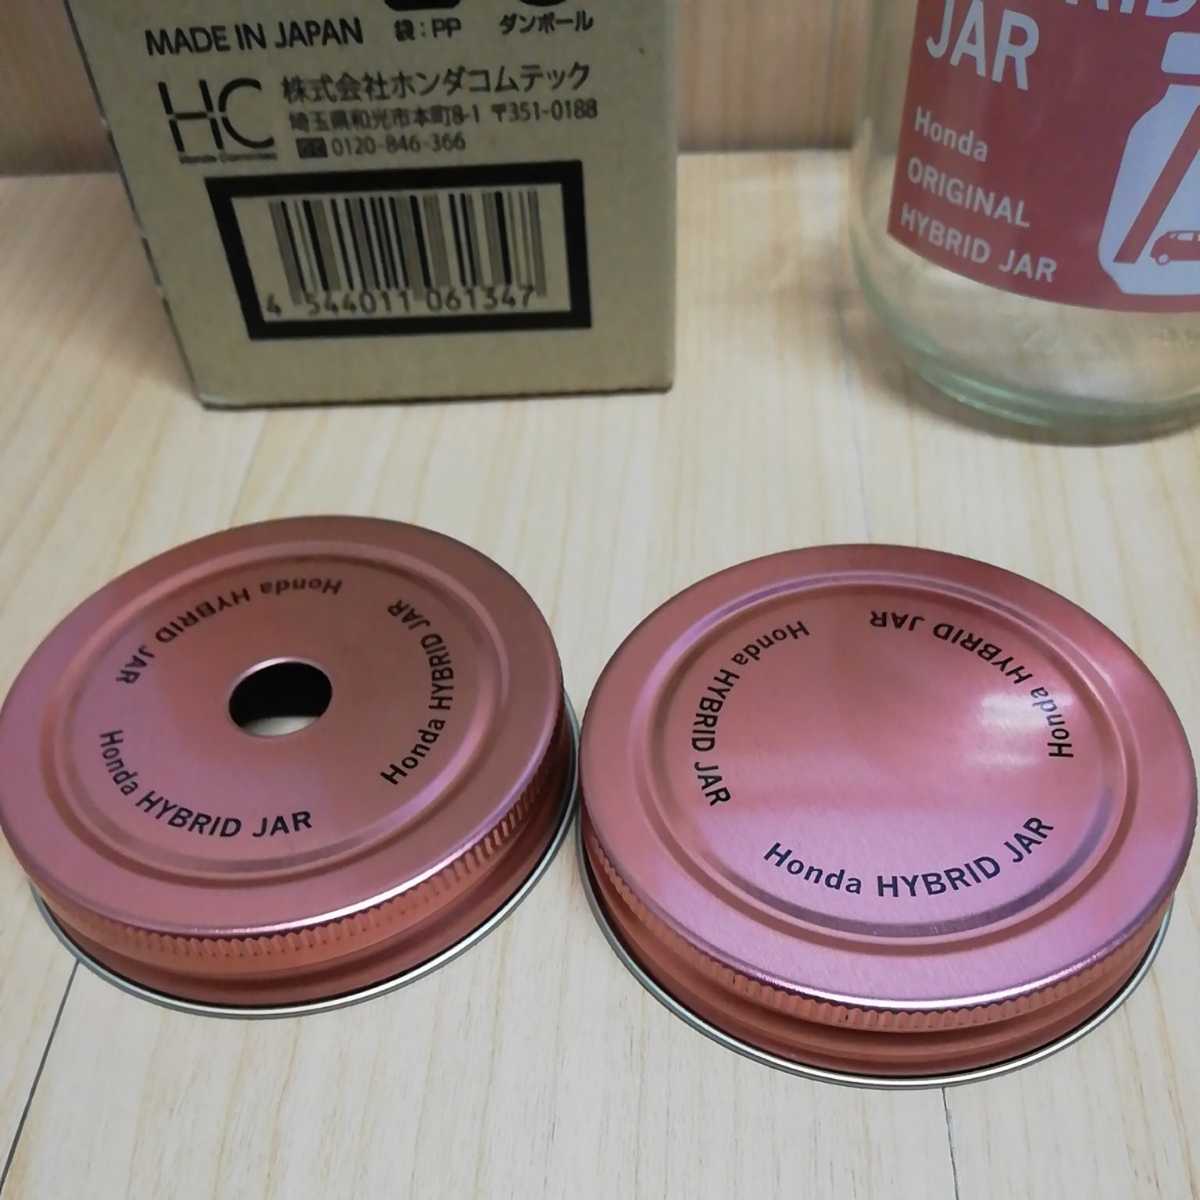 MADE IN JAPAN
袋:PP
ダンボール
HC
株式会社ホンダコムテック
埼玉県和光市本町8-1 〒351-0188
0120-846-366
4 544011 061347
JAR
Honda
ORIGINAL
HYBRID JAR
Honda HYBRID JAR
Honda HYBRID JAR
Honda HYBRID JAR
Honda HYBRID JAR
Honda HYBRID JAR
Honda HYBRID JAR